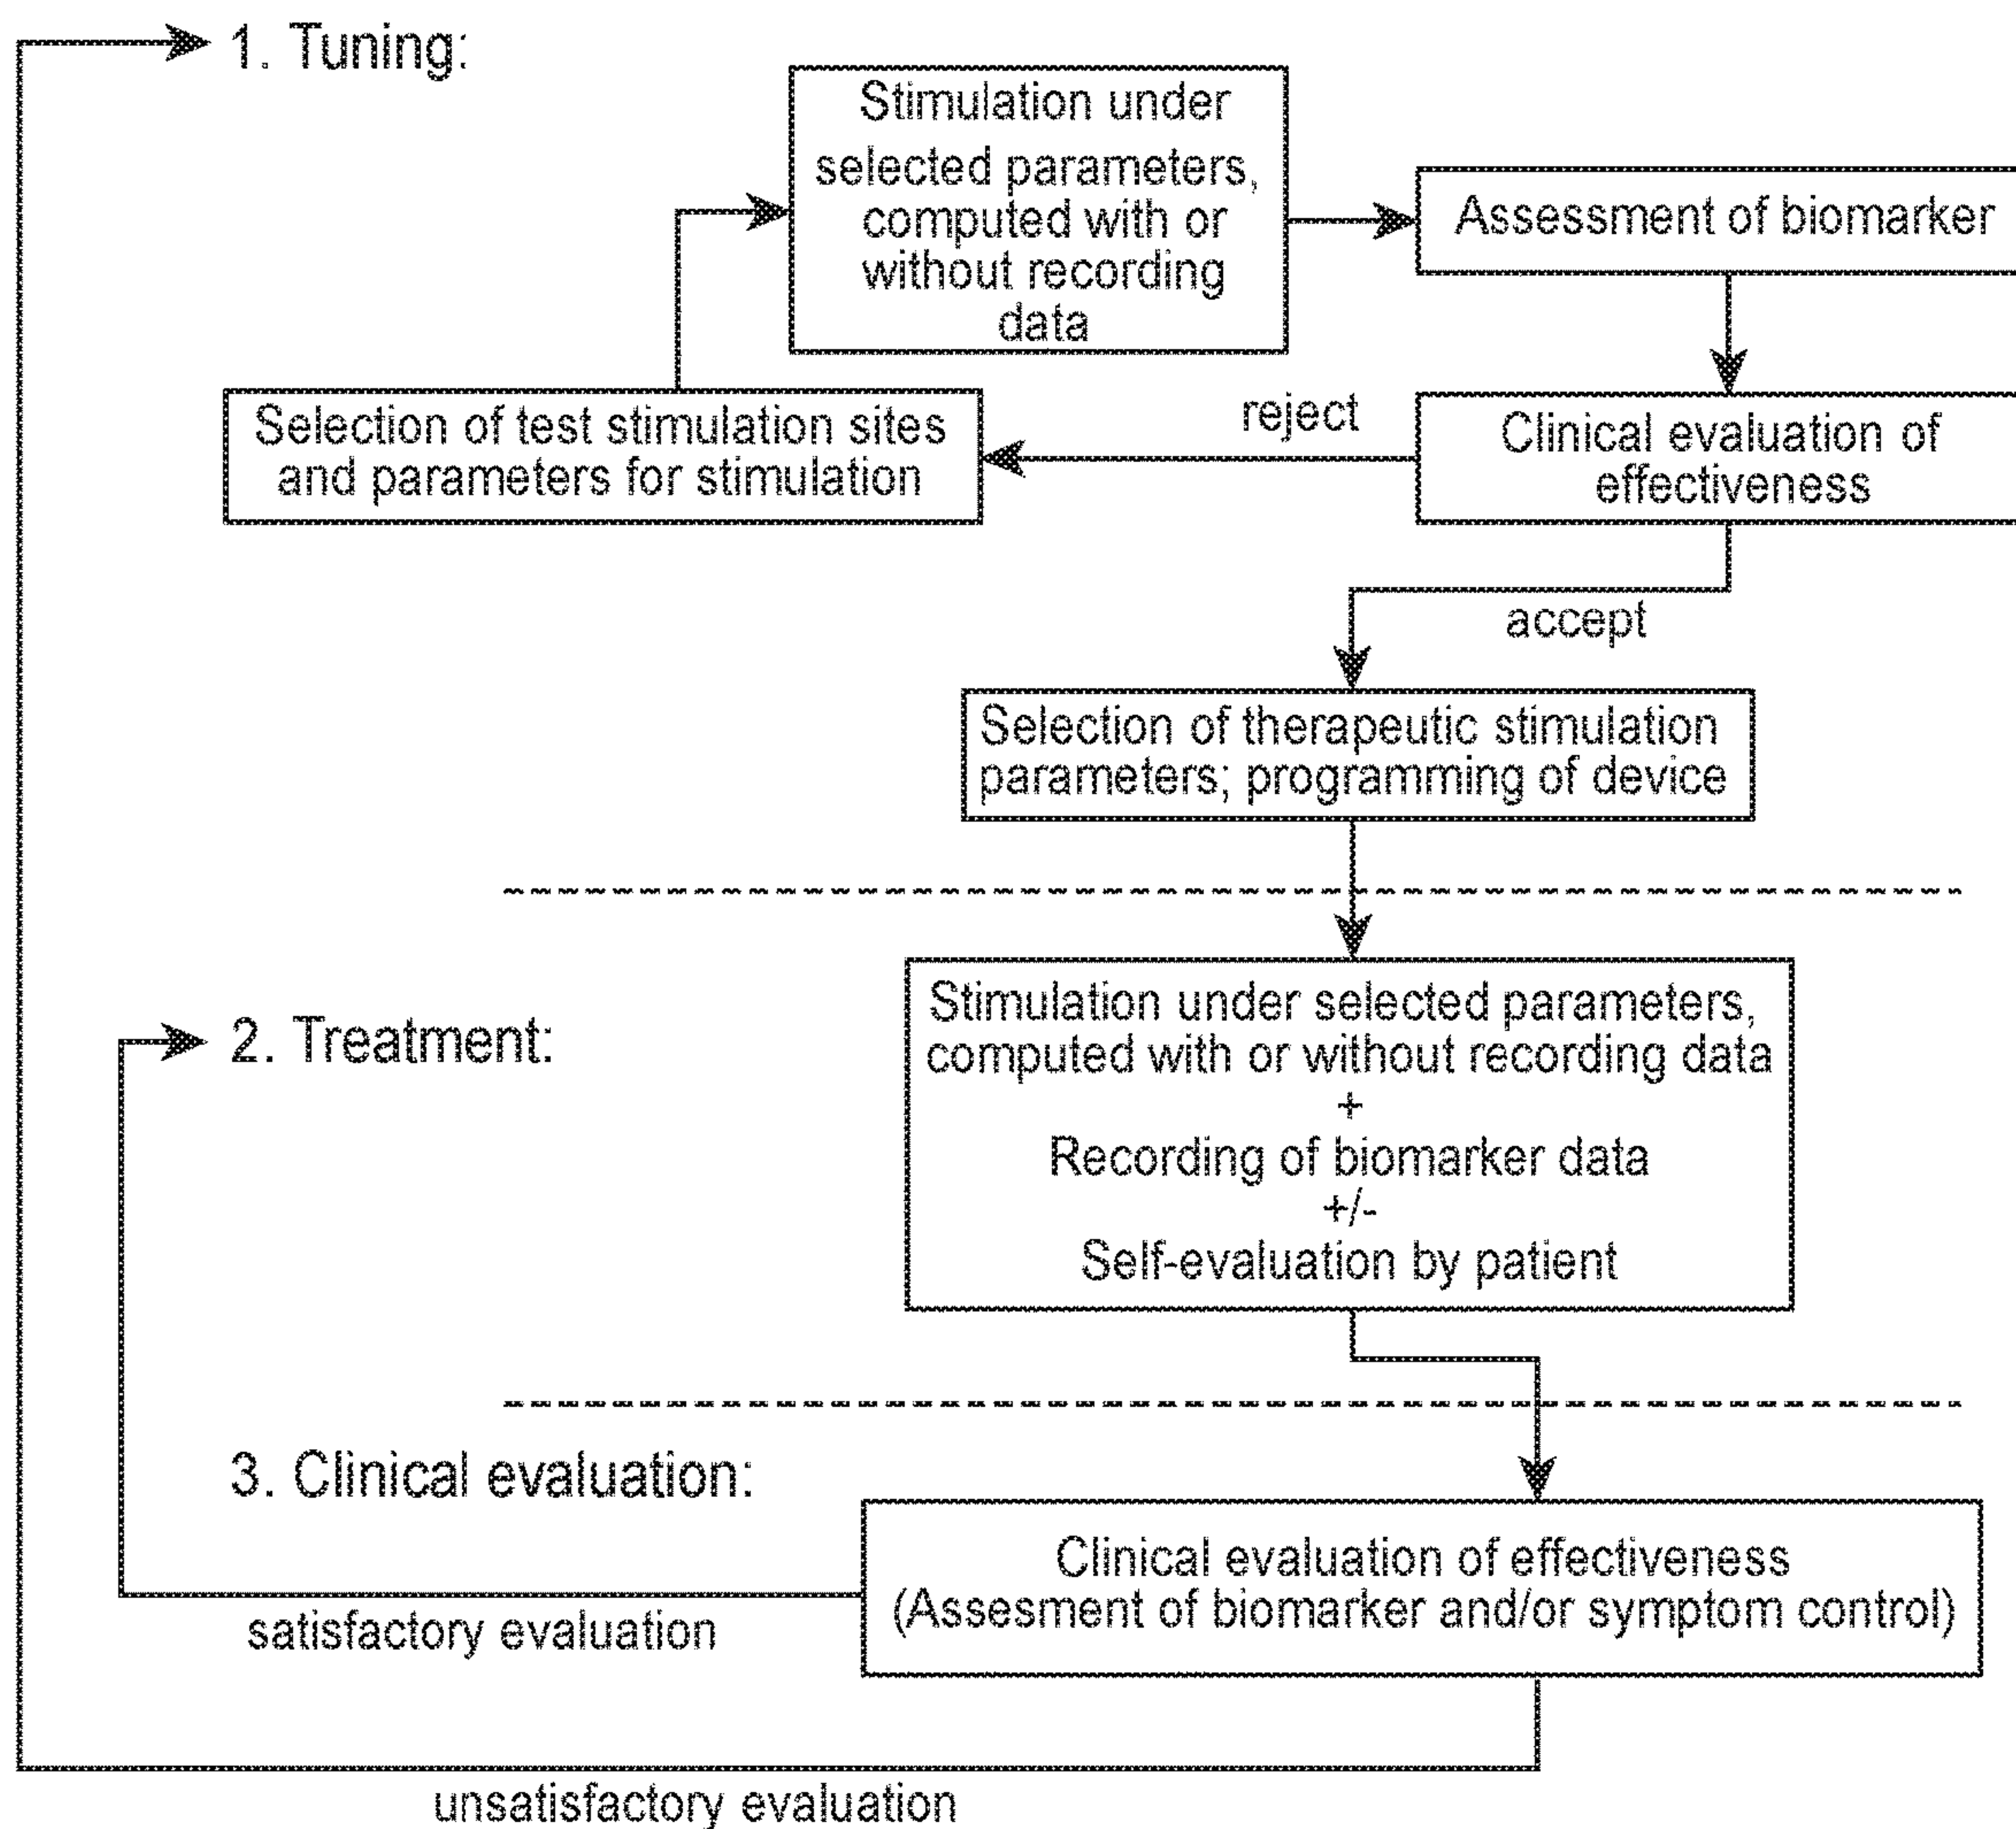 1. Tuning:
Stimulation under
selected parameters,
computed with or
without recording
data
Assessment of biomarker
Selection of test stimulation sites
and parameters for stimulation
reject
Clinical evaluation of
effectiveness
accept
Selection of therapeutic stimulation
parameters; programming of device
2. Treatment:
Stimulation under selected parameters,
computed with or without recording data
+
Recording of biomarker data
+/-
Self-evaluation by patient
3. Clinical evaluation:
Clinical evaluation of effectiveness
(Assesment of biomarker and/or symptom control)
satisfactory evaluation
unsatisfactory evaluation